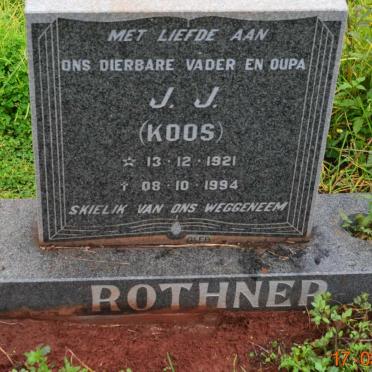 MET LIEFDE AAN
ONS DIERBARE VADER EN OUPA
J. J.
(KOOS)
☆ 13-12-1921
✝ 08-10-1994
SKIELIK VAN ONS WEGGENEEM
ROTHNER